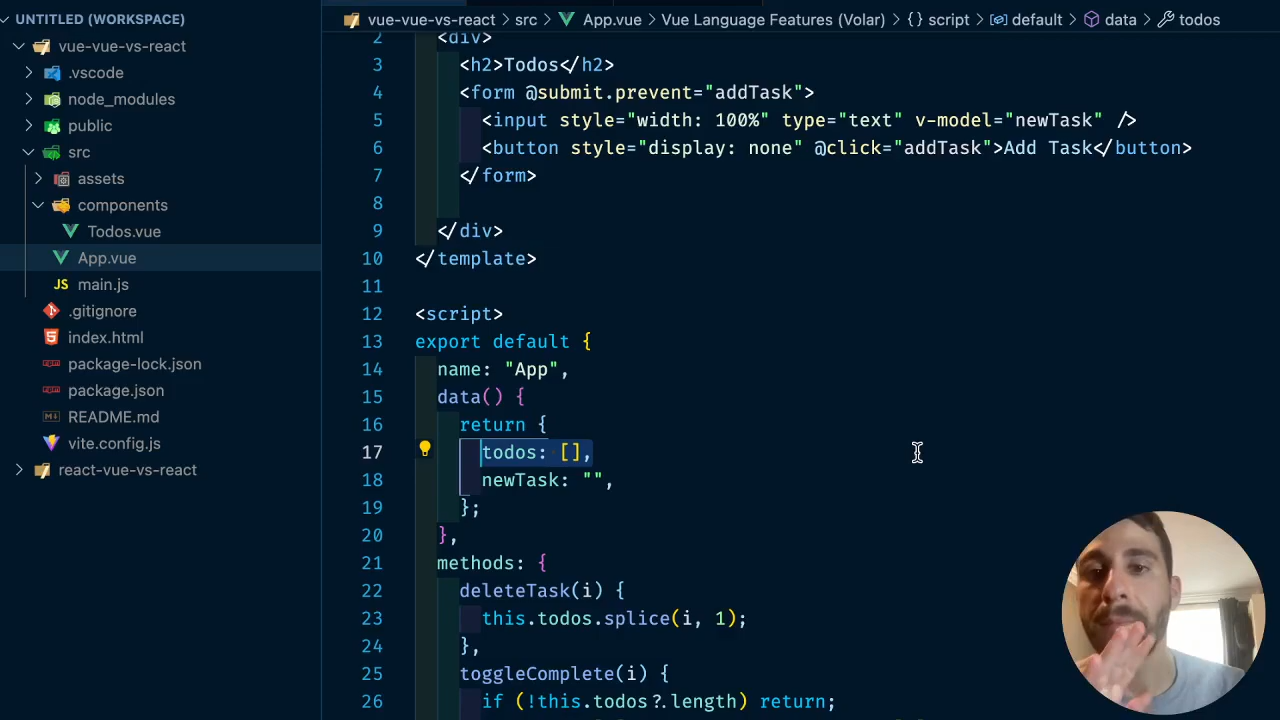 UNTITLED (WORKSPACE)
vue-vue-vs-react
.vscode
node_modules
public
src
assets
components
Todos.vue
App.vue
JS main.js
.gitignore
index.html
package-lock.json
package.json
README.md
vite.config.js
react-vue-vs-react
vue-vue-vs-react › src › App.vue › Vue Language Features (Volar) › {} script › default › data › todos
2 <div>
3 <h2>Todos</h2>
4 <form @submit.prevent="addTask">
5 <input style="width: 100%" type="text" v-model="newTask" />
6 <button style="display: none" @click="addTask">Add Task</button>
7 </form>
8
9 </div>
10 </template>
11
12 <script>
13 export default {
14 name: "App",
15 data() {
16 return {
17 todos: [],
18 newTask: "",
19 };
20 },
21 methods: {
22 deleteTask(i) {
23 this.todos.splice(i, 1);
24 },
25 toggleComplete(i) {
26 if (!this.todos?.length) return;